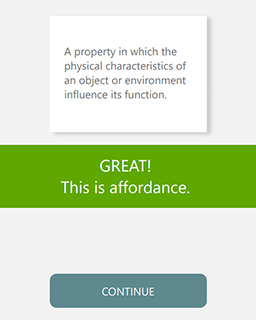 A property in which the
physical characteristics of
an object or environment
influence its function.
GREAT!
This is affordance.
CONTINUE